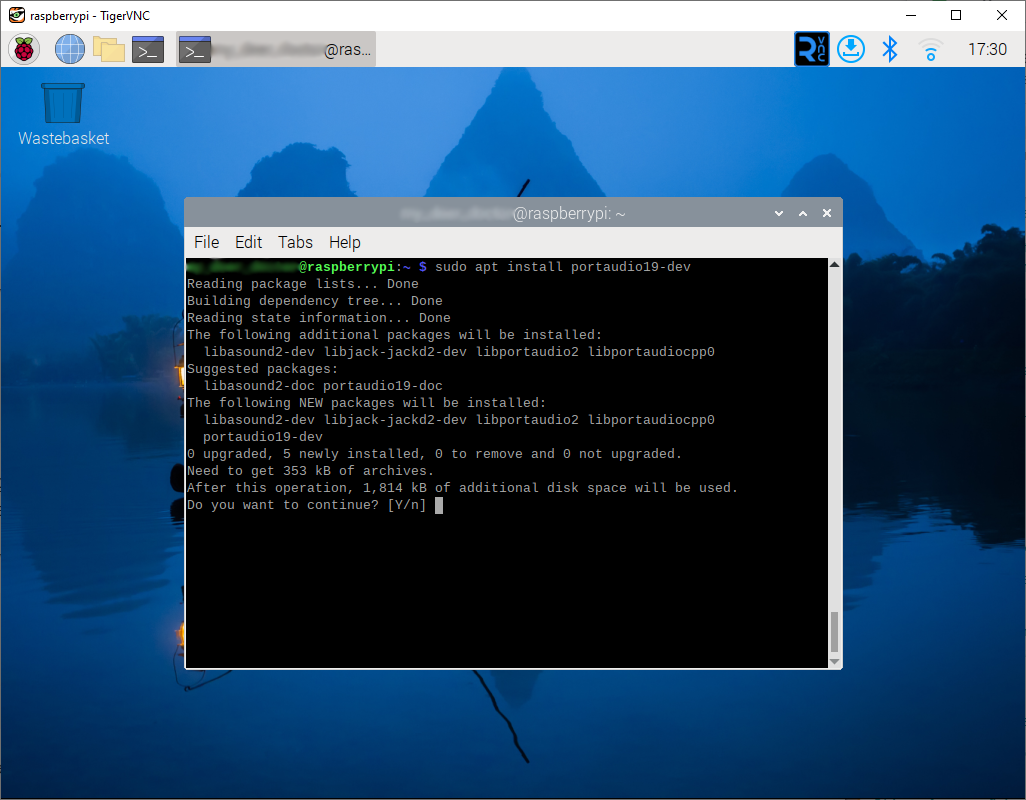 raspberrypi - TigerVNC
@ras...
VNC
17:30
Wastebasket
@raspberrypi: ~
File Edit Tabs Help
@raspberrypi:~ $ sudo apt install portaudio19-dev
Reading package lists... Done
Building dependency tree... Done
Reading state information... Done
The following additional packages will be installed:
  libasound2-dev libjack-jackd2-dev libportaudio2 libportaudiocpp0
Suggested packages:
  libasound2-doc portaudio19-doc
The following NEW packages will be installed:
  libasound2-dev libjack-jackd2-dev libportaudio2 libportaudiocpp0
  portaudio19-dev
0 upgraded, 5 newly installed, 0 to remove and 0 not upgraded.
Need to get 353 kB of archives.
After this operation, 1,814 kB of additional disk space will be used.
Do you want to continue? [Y/n]